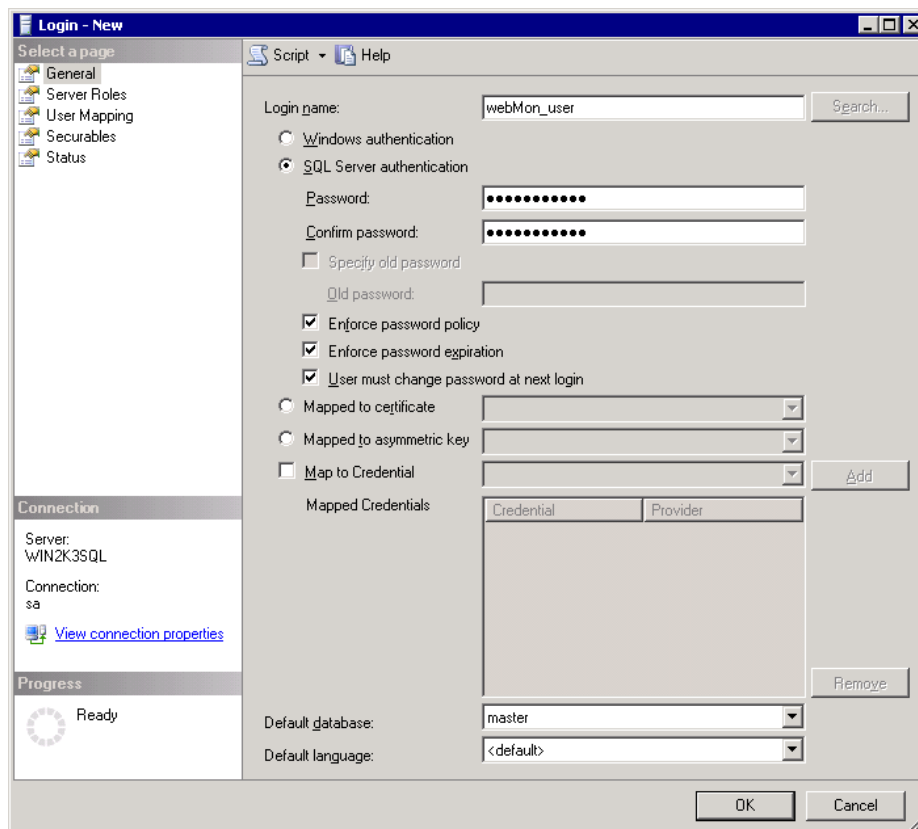 Login - New
Select a page
General
Server Roles
User Mapping
Securables
Status
Script
Help
Login name:
webMon_user
Search...
Windows authentication
SQL Server authentication
Password:
●●●●●●●●●●●
Confirm password:
●●●●●●●●●●●
Specify old password
Old password:
Enforce password policy
Enforce password expiration
User must change password at next login
Mapped to certificate
Mapped to asymmetric key
Map to Credential
Add
Mapped Credentials
Credential
Provider
Remove
Default database:
master
Default language:
<default>
Connection
Server:
WIN2K3SQL
Connection:
sa
View connection properties
Progress
Ready
OK
Cancel